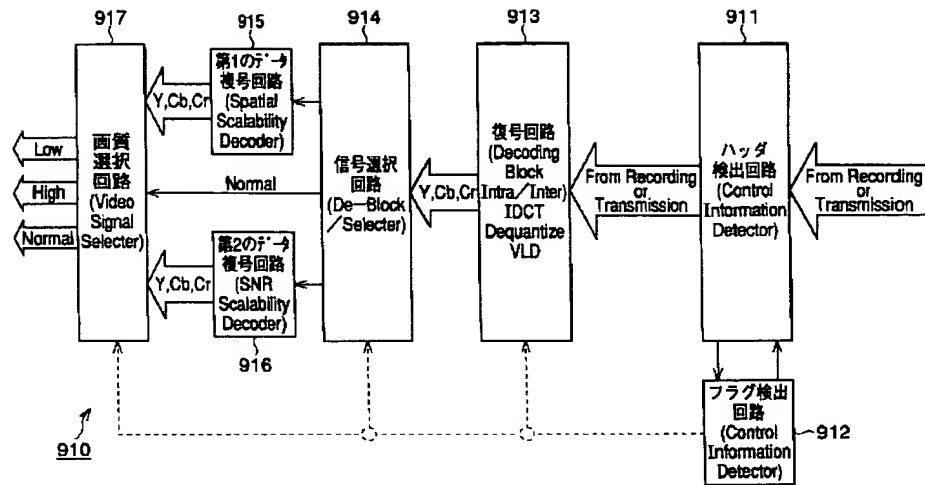 917
915
914
913
911
第1のデータ
複号回路
(Spatial
Scalability
Decoder)
Y,Cb,Cr
画質
選択
回路
(Video
Signal
Selecter)
Low
High
Normal
Normal
信号選択
回路
(De-Block
/Selecter)
Y,Cb,Cr
復号回路
(Decoding
Block
Intra/Inter)
IDCT
Dequantize
VLD
From Recording
or
Transmission
ハッダ
検出回路
(Control
Information
Detector)
From Recording
or
Transmission
第2のデータ
複号回路
(SNR
Scalability
Decoder)
Y,Cb,Cr
916
フラグ検出
回路
(Control
Information
Detector)
912
910